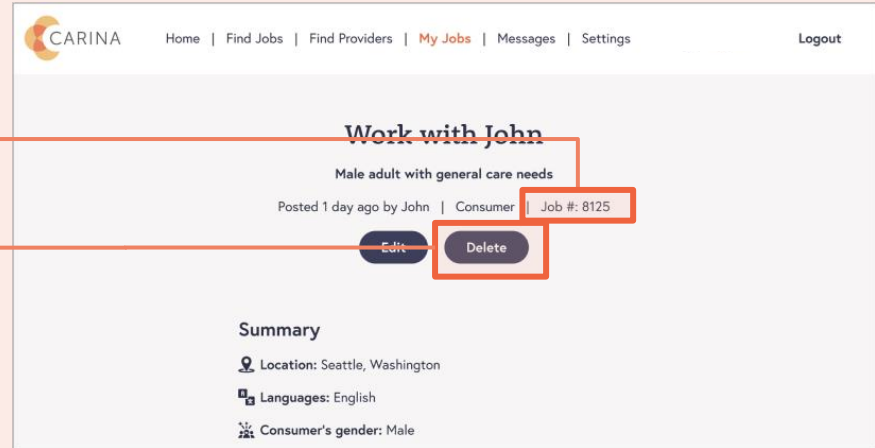 CARINA
Home | Find Jobs | Find Providers | My Jobs | Messages | Settings
Logout
Work with John
Male adult with general care needs
Posted 1 day ago by John | Consumer | Job #: 8125
Edit
Delete
Summary
Location: Seattle, Washington
Languages: English
Consumer's gender: Male